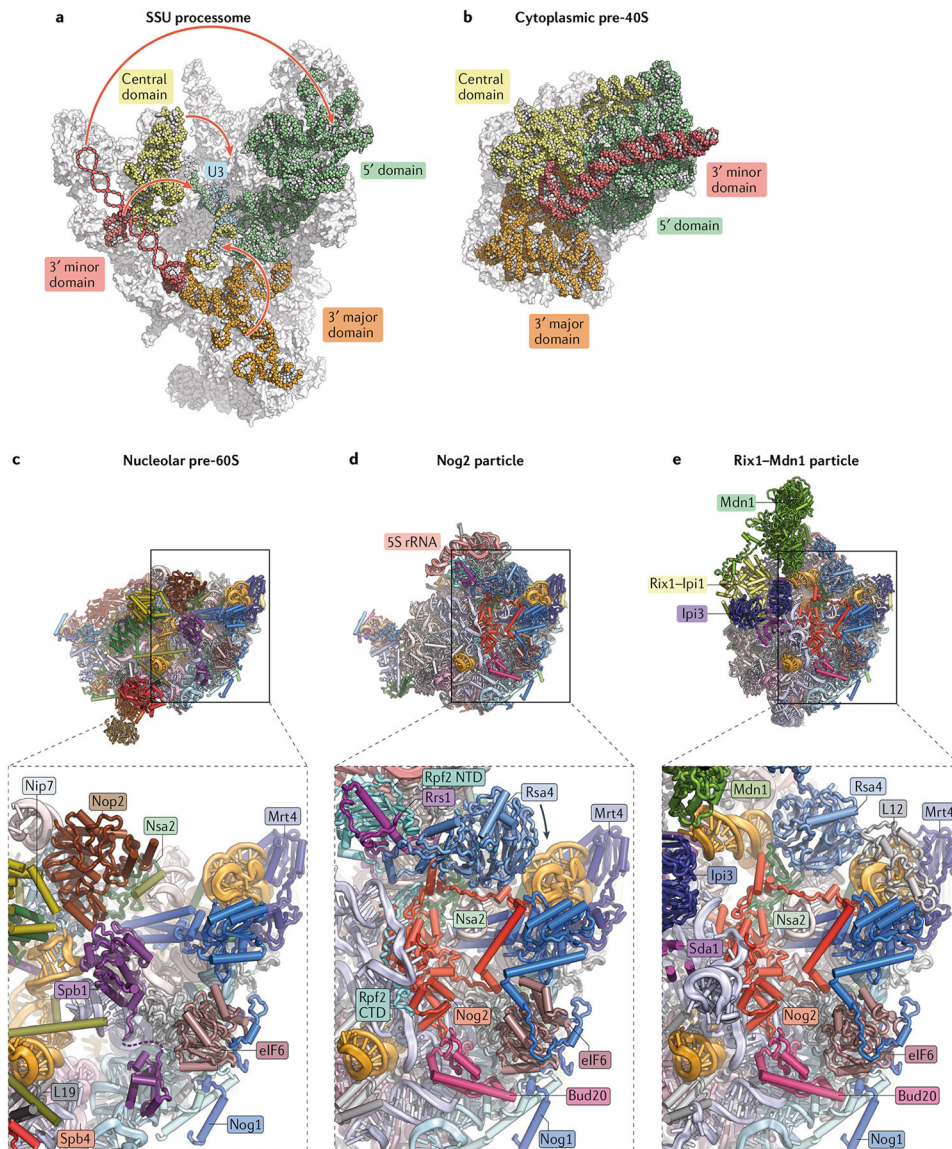 a
SSU processome
Central
domain
U3
5′ domain
3′ minor
domain
3′ major
domain
b
Cytoplasmic pre-40S
Central
domain
3′ minor
domain
5′ domain
3′ major
domain
c
Nucleolar pre-60S
d
Nog2 particle
5S rRNA
e
Rix1–Mdn1 particle
Mdn1
Rix1–Ipi1
Ipi3
Nip7
Nop2
Nsa2
Mrt4
Spb1
eIF6
L19
Spb4
Nog1
Rpf2 NTD
Rrs1
Rsa4
Mrt4
Nsa2
Rpf2
CTD
Nog2
eIF6
Bud20
Nog1
Mdn1
Rsa4
L12
Mrt4
Ipi3
Nsa2
Sda1
Nog2
eIF6
Bud20
Nog1